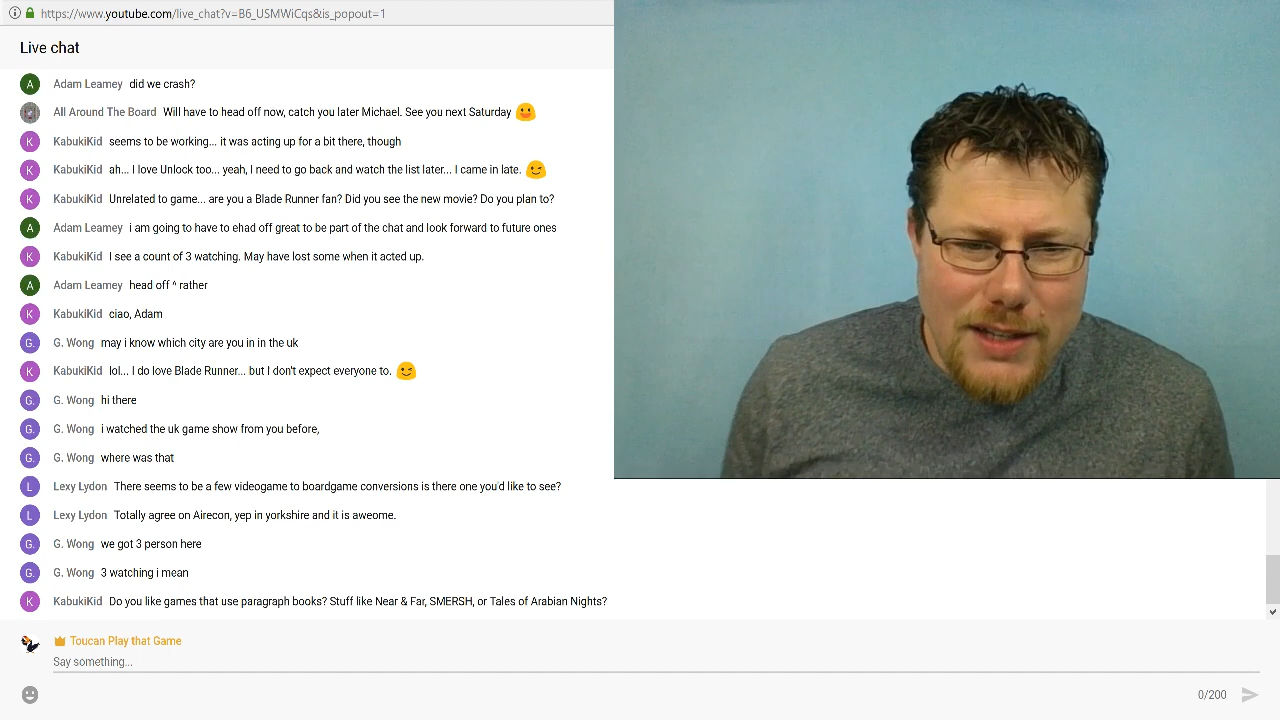 https://www.youtube.com/live_chat?v=B6_USMWiCqs&is_popout=1
Live chat
A Adam Leamey did we crash?
All Around The Board Will have to head off now, catch you later Michael. See you next Saturday
K KabukiKid seems to be working... it was acting up for a bit there, though
K KabukiKid ah... I love Unlock too... yeah, I need to go back and watch the list later... I came in late.
K KabukiKid Unrelated to game... are you a Blade Runner fan? Did you see the new movie? Do you plan to?
A Adam Leamey i am going to have to ehad off great to be part of the chat and look forward to future ones
K KabukiKid I see a count of 3 watching. May have lost some when it acted up.
A Adam Leamey head off ^ rather
K KabukiKid ciao, Adam
G. G. Wong may i know which city are you in in the uk
K KabukiKid lol... I do love Blade Runner... but I don't expect everyone to.
G. G. Wong hi there
G. G. Wong i watched the uk game show from you before,
G. G. Wong where was that
L Lexy Lydon There seems to be a few videogame to boardgame conversions is there one you'd like to see?
L Lexy Lydon Totally agree on Airecon, yep in yorkshire and it is aweome.
G. G. Wong we got 3 person here
G. G. Wong 3 watching i mean
K KabukiKid Do you like games that use paragraph books? Stuff like Near & Far, SMERSH, or Tales of Arabian Nights?
Toucan Play that Game
Say something...
0/200